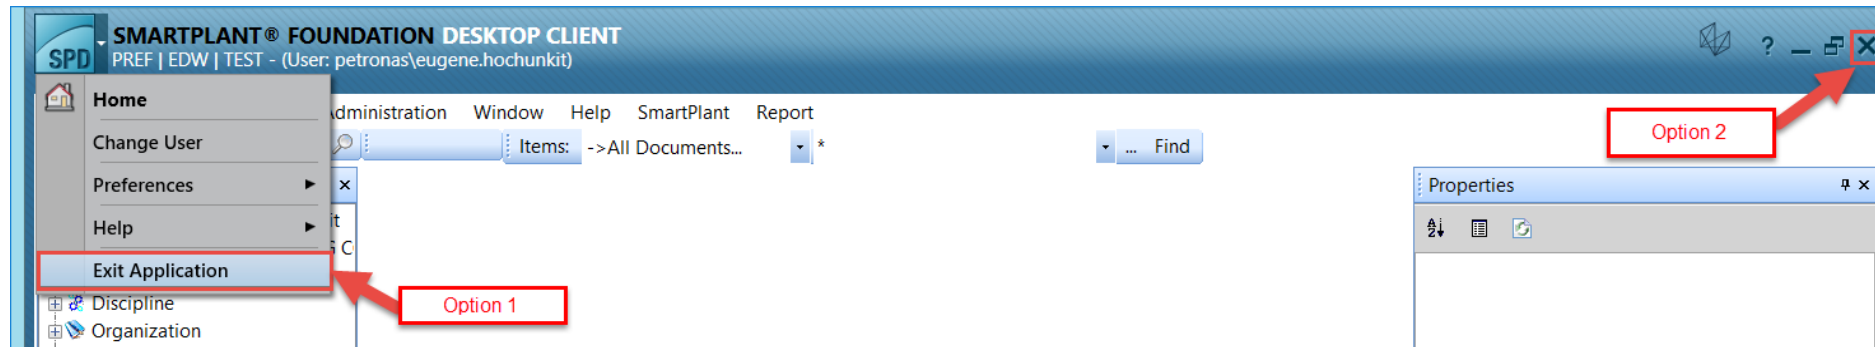 SPD
SMARTPLANT® FOUNDATION DESKTOP CLIENT
PREF | EDW | TEST - (User: petronas\eugene.hochunkit)
?
Home
Change User
Preferences
Help
Exit Application
Administration Window Help SmartPlant Report
Items: ->All Documents... * ... Find
Option 1
Option 2
Properties
Discipline
Organization